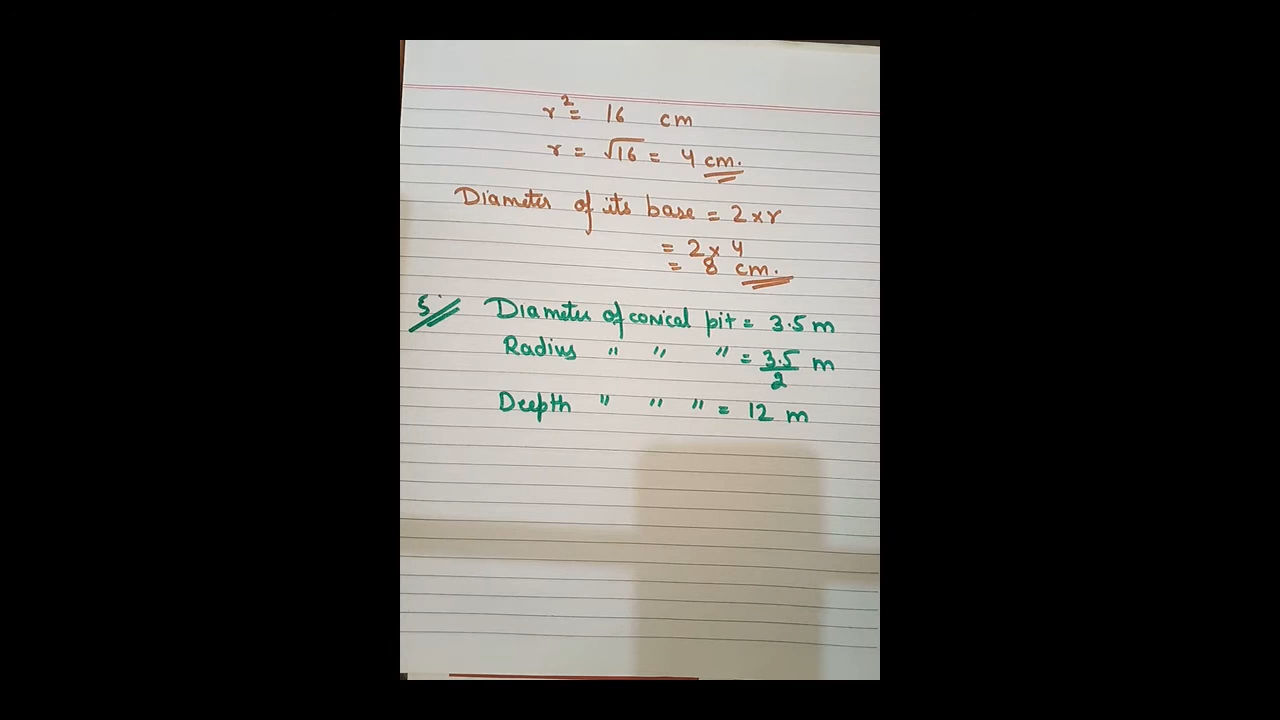 r² = 16 cm
r = √16 = 4 cm.
Diameter of its base = 2 × r
= 2 × 4
= 8 cm.
5. Diameter of conical pit = 3.5 m
Radius " " " = 3.5/2 m
Deepth " " " = 12 m